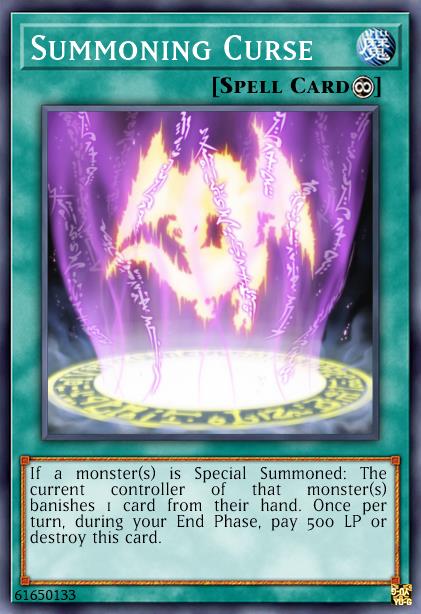 SUMMONING CURSE
魔
[SPELL CARD]
If a monster(s) is Special Summoned: The
current controller of that monster(s)
banishes 1 card from their hand. Once per
turn, during your End Phase, pay 500 LP or
destroy this card.
61650133